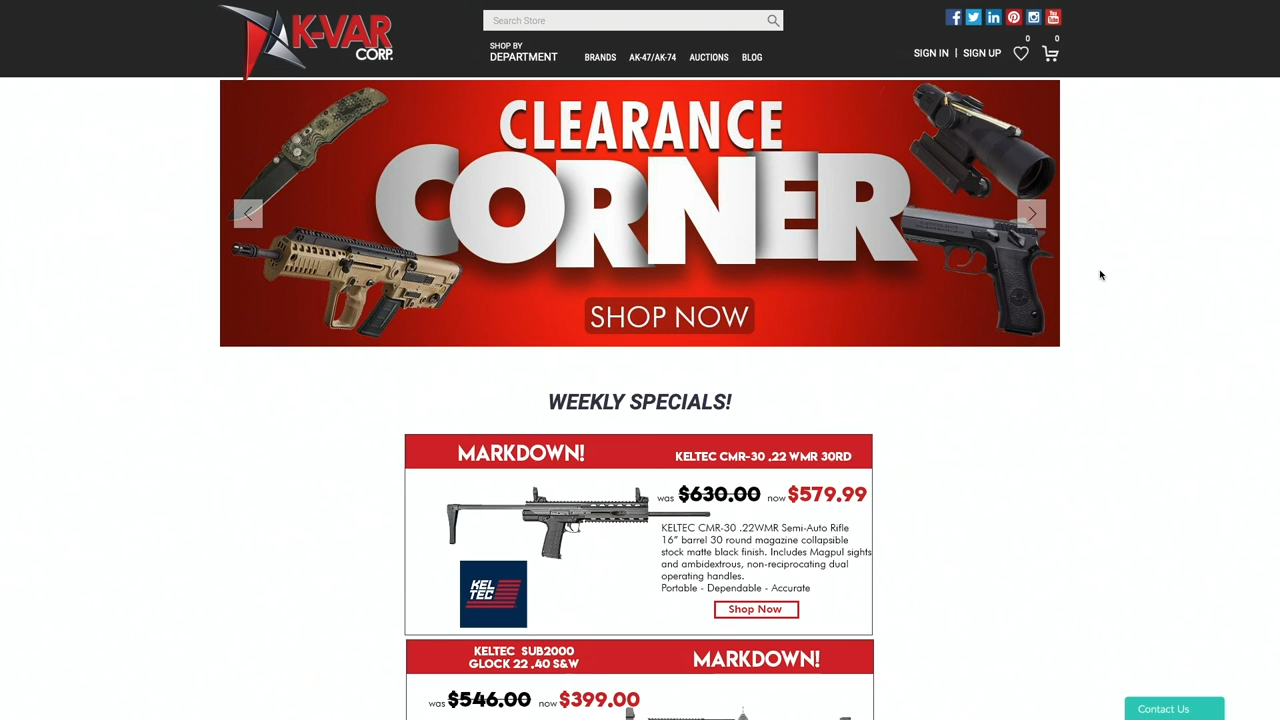 K-VAR
CORP.
Search Store
SHOP BY
DEPARTMENT
BRANDS
AK-47/AK-74
AUCTIONS
BLOG
SIGN IN | SIGN UP
0
0
You
Tube
CLEARANCE
CORNER
SHOP NOW
WEEKLY SPECIALS!
MARKDOWN!
KELTEC CMR-30 .22 WMR 30RD
was $630.00 now $579.99
KELTEC CMR-30 .22WMR Semi-Auto Rifle
16” barrel 30 round magazine collapsible
stock matte black finish. Includes Magpul sights
and ambidextrous, non-reciprocating dual
operating handles.
Portable - Dependable - Accurate
Shop Now
KEL
TEC
KELTEC SUB2000
GLOCK 22 .40 S&W
MARKDOWN!
was $546.00 now $399.00
Contact Us